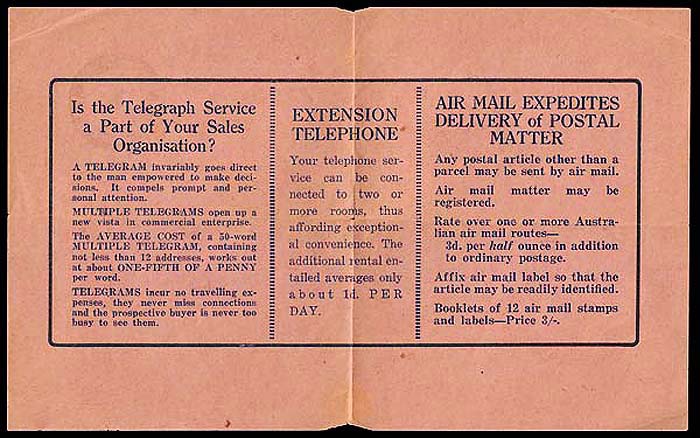 Is the Telegraph Service
a Part of Your Sales
Organisation?
A TELEGRAM invariably goes direct
to the man empowered to make deci-
sions. It compels prompt and per-
sonal attention.
MULTIPLE TELEGRAMS open up a
new vista in commercial enterprise.
The AVERAGE COST of a 50-word
MULTIPLE TELEGRAM, containing
not less than 12 addresses, works out
at about ONE-FIFTH OF A PENNY
per word.
TELEGRAMS incur no travelling ex-
penses, they never miss connections
and the prospective buyer is never too
busy to see them.
EXTENSION
TELEPHONE
Your telephone ser-
vice can be con-
nected to two or
more rooms, thus
affording exception-
al convenience. The
additional rental en-
tailed averages only
about 1d. PER
DAY.
AIR MAIL EXPEDITES
DELIVERY of POSTAL
MATTER
Any postal article other than a
parcel may be sent by air mail.
Air mail matter may be
registered.
Rate over one or more Austra-
lian air mail routes—
3d. per half ounce in addition
to ordinary postage.
Affix air mail label so that the
article may be readily identified.
Booklets of 12 air mail stamps
and labels—Price 3/-.